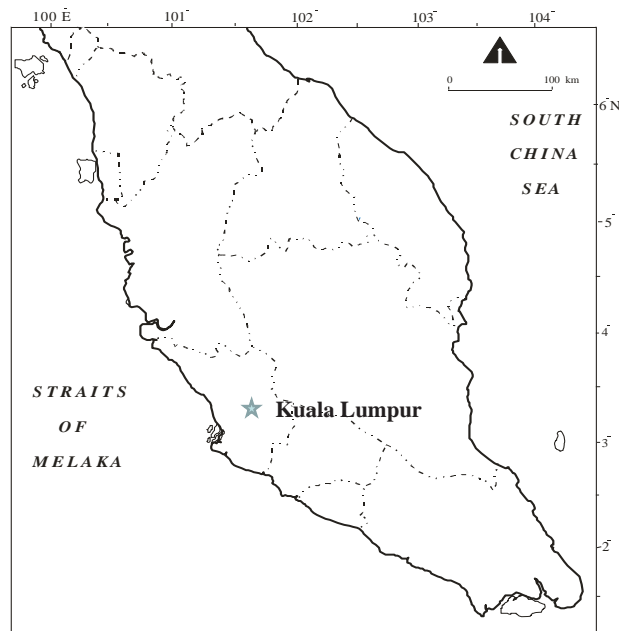 100 E 101 102 103 104
0 100 km
6 N
SOUTH
CHINA
SEA
5
4
STRAITS
OF
MELAKA
Kuala Lumpur
3
2